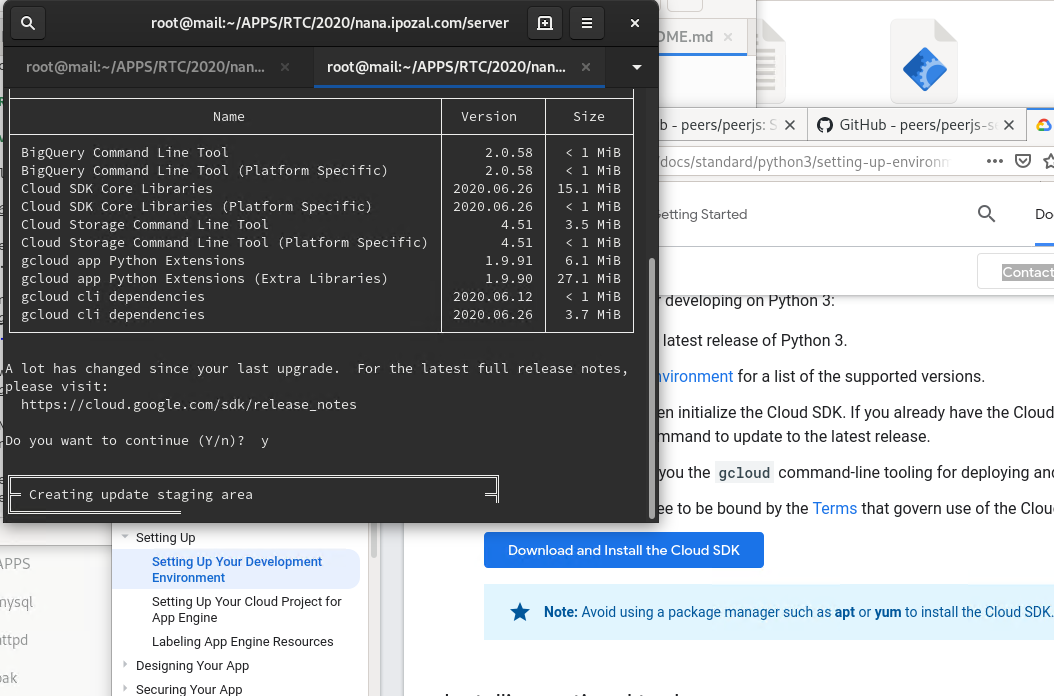 root@mail:~/APPS/RTC/2020/nana.ipozal.com/server
root@mail:~/APPS/RTC/2020/nan...
root@mail:~/APPS/RTC/2020/nan...
Name Version Size
BigQuery Command Line Tool 2.0.58 < 1 MiB
BigQuery Command Line Tool (Platform Specific) 2.0.58 < 1 MiB
Cloud SDK Core Libraries 2020.06.26 15.1 MiB
Cloud SDK Core Libraries (Platform Specific) 2020.06.26 < 1 MiB
Cloud Storage Command Line Tool 4.51 3.5 MiB
Cloud Storage Command Line Tool (Platform Specific) 4.51 < 1 MiB
gcloud app Python Extensions 1.9.91 6.1 MiB
gcloud app Python Extensions (Extra Libraries) 1.9.90 27.1 MiB
gcloud cli dependencies 2020.06.12 < 1 MiB
gcloud cli dependencies 2020.06.26 3.7 MiB
A lot has changed since your last upgrade. For the latest full release notes,
please visit:
https://cloud.google.com/sdk/release_notes
Do you want to continue (Y/n)? y
Creating update staging area
DME.md
b - peers/peerjs: S
GitHub - peers/peerjs-se
/docs/standard/python3/setting-up-environm
Getting Started
Do
Contact
r developing on Python 3:
latest release of Python 3.
nvironment for a list of the supported versions.
en initialize the Cloud SDK. If you already have the Cloud
mmand to update to the latest release.
you the gcloud command-line tooling for deploying and
ee to be bound by the Terms that govern use of the Clou
Download and Install the Cloud SDK
Note: Avoid using a package manager such as apt or yum to install the Cloud SDK.
Setting Up
Setting Up Your Development
Environment
Setting Up Your Cloud Project for
App Engine
Labeling App Engine Resources
Designing Your App
Securing Your App
APPS
mysql
httpd
bak